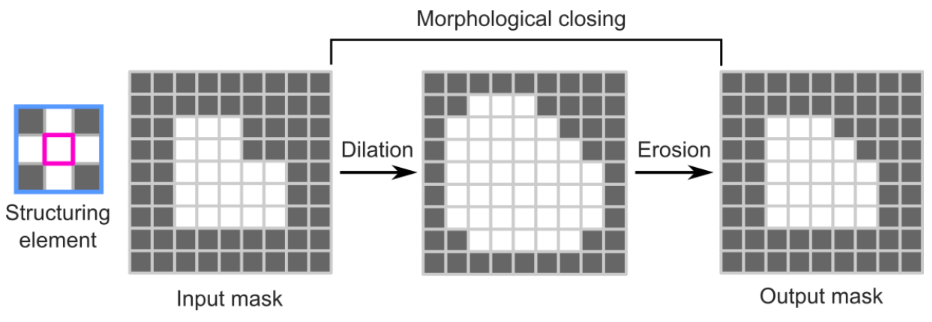 Morphological closing
Dilation
Erosion
Structuring
element
Input mask
Output mask